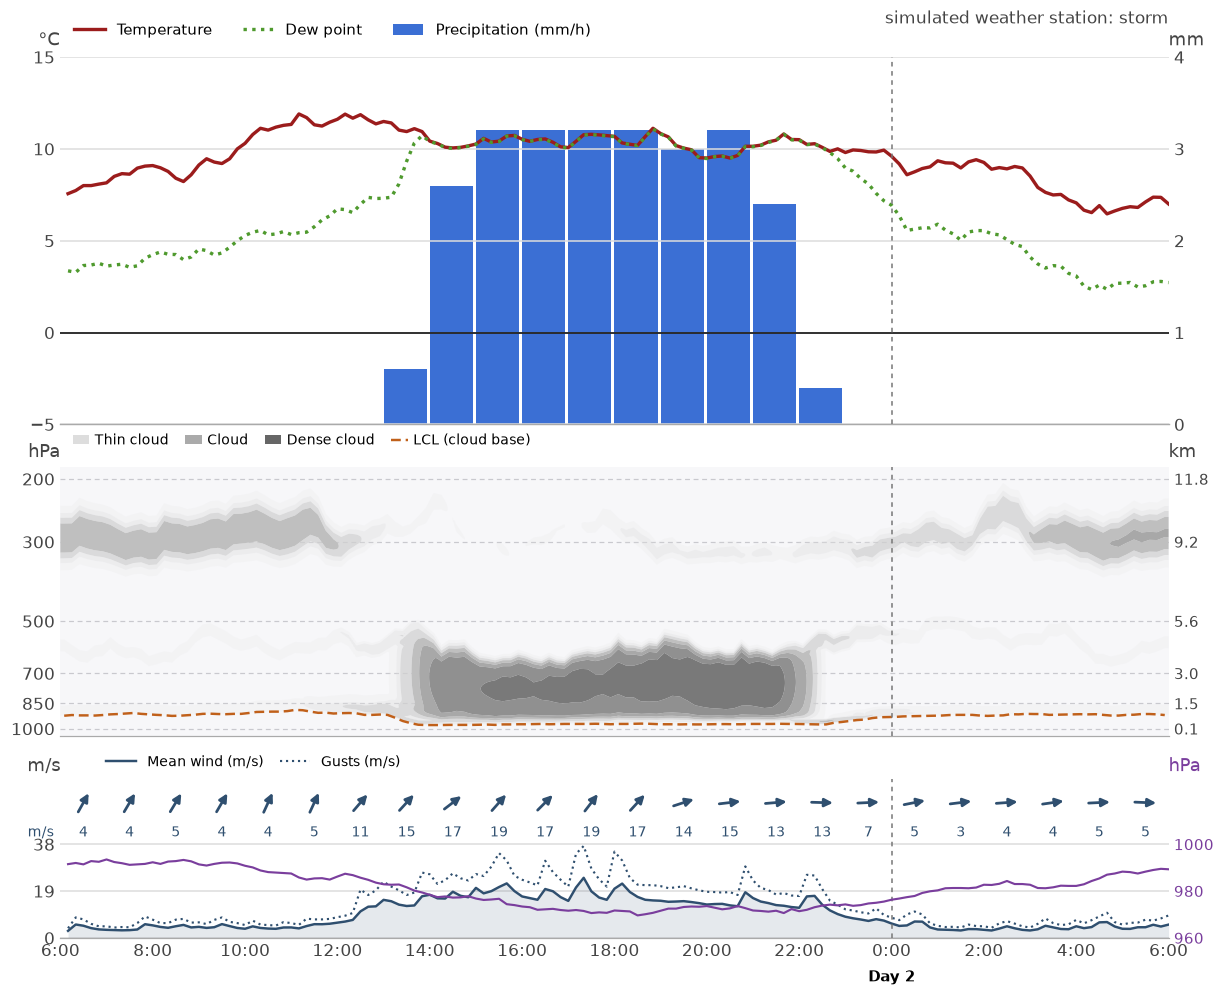 simulated weather station: storm
Temperature Dew point Precipitation (mm/h)
°C mm
15 4
10 3
5 2
0 1
−5 0
Thin cloud Cloud Dense cloud LCL (cloud base)
hPa km
200 11.8
300 9.2
500 5.6
700 3.0
850 1.5
1000 0.1
m/s Mean wind (m/s) Gusts (m/s) hPa
m/s 4 4 5 4 4 5 11 15 17 19 17 19 17 14 15 13 13 7 5 3 4 4 5 5
38 1000
19 980
0 960
6:00 8:00 10:00 12:00 14:00 16:00 18:00 20:00 22:00 0:00 2:00 4:00 6:00
Day 2